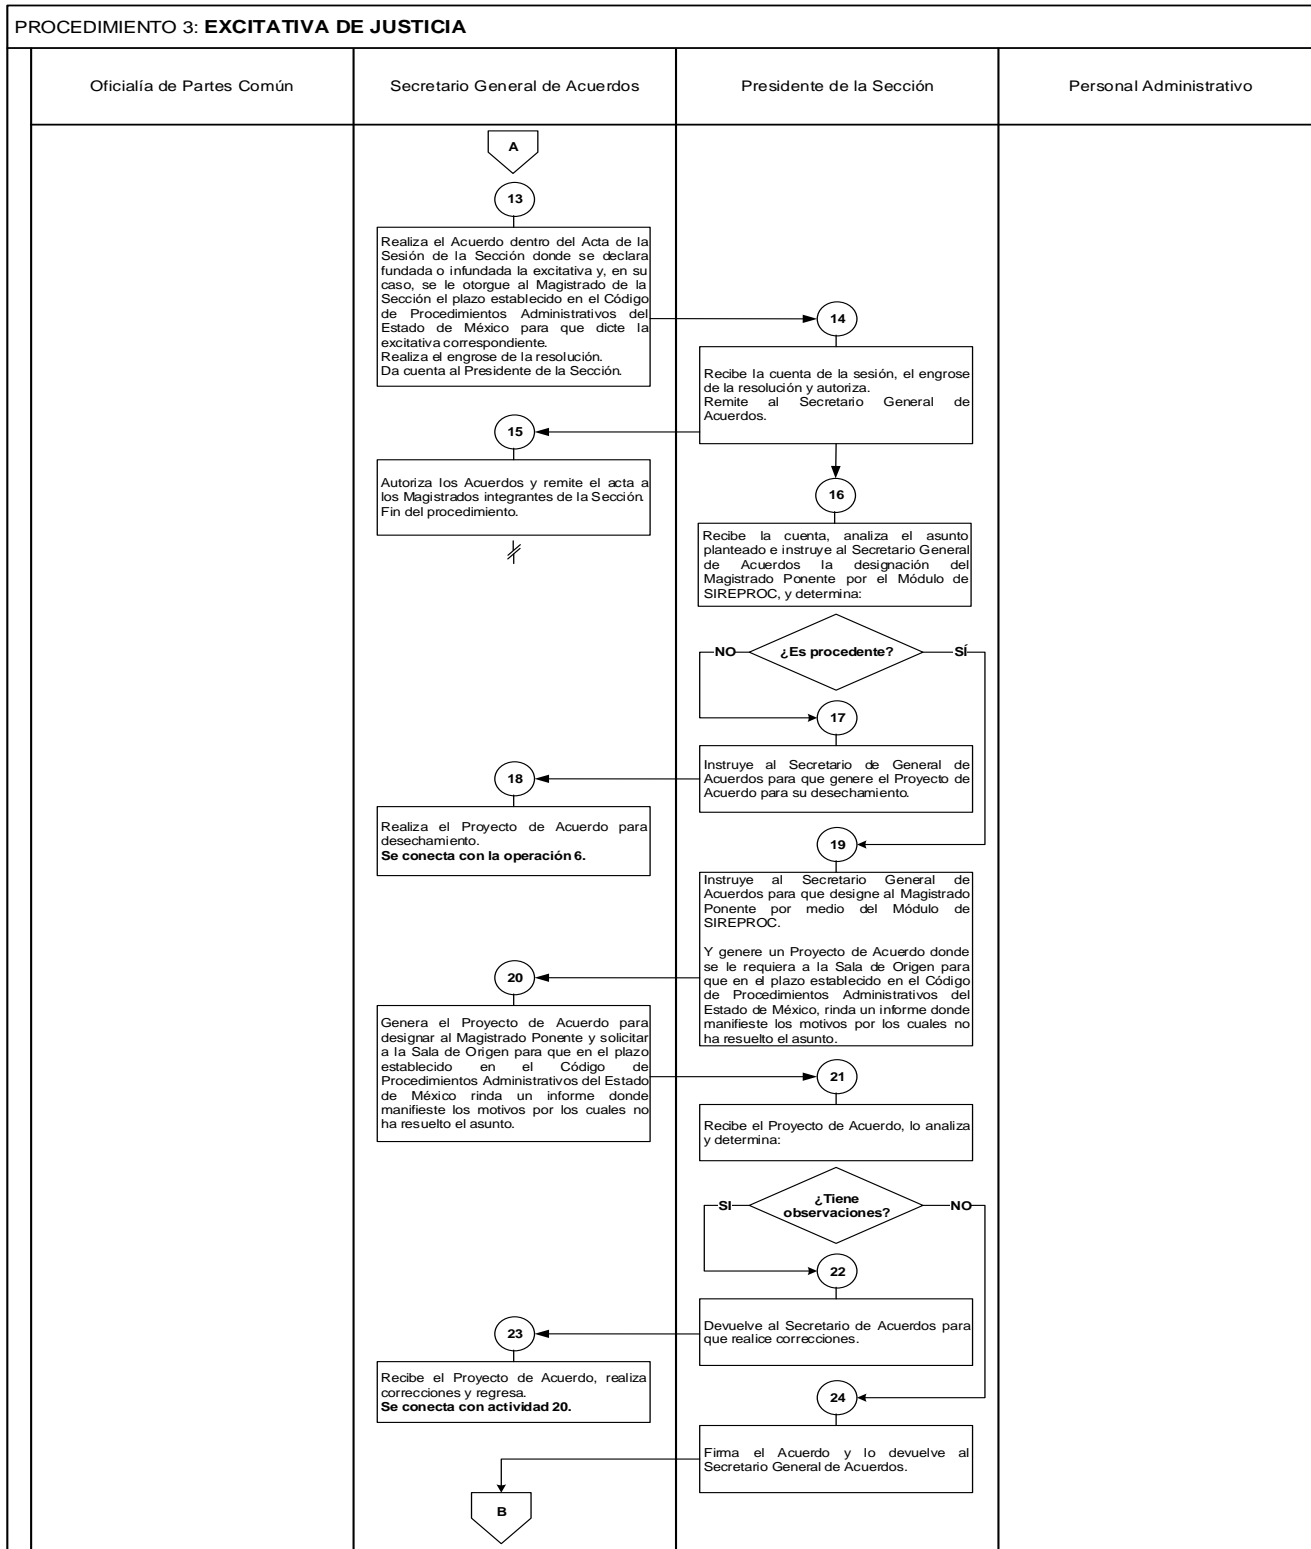 PROCEDIMIENTO 3: EXCITATIVA DE JUSTICIA
Oficialía de Partes Común
Secretario General de Acuerdos
Presidente de la Sección
Personal Administrativo
A
13
Realiza el Acuerdo dentro del Acta de la
Sesión de la Sección donde se declara
fundada o infundada la excitativa y, en su
caso, se le otorgue al Magistrado de la
Sección el plazo establecido en el Código
de Procedimientos Administrativos del
Estado de México para que dicte la
excitativa correspondiente.
Realiza el engrose de la resolución.
Da cuenta al Presidente de la Sección.
14
Recibe la cuenta de la sesión, el engrose
de la resolución y autoriza.
Remite al Secretario General de
Acuerdos.
15
Autoriza los Acuerdos y remite el acta a
los Magistrados integrantes de la Sección.
Fin del procedimiento.
16
Recibe la cuenta, analiza el asunto
planteado e instruye al Secretario General
de Acuerdos la designación del
Magistrado Ponente por el Módulo de
SIREPROC, y determina:
NO
¿Es procedente?
SÍ
17
Instruye al Secretario de General de
Acuerdos para que genere el Proyecto de
Acuerdo para su desechamiento.
18
Realiza el Proyecto de Acuerdo para
desechamiento.
Se conecta con la operación 6.
19
Instruye al Secretario General de
Acuerdos para que designe al Magistrado
Ponente por medio del Módulo de
SIREPROC.
Y genere un Proyecto de Acuerdo donde
se le requiera a la Sala de Origen para
que en el plazo establecido en el Código
de Procedimientos Administrativos del
Estado de México, rinda un informe donde
manifieste los motivos por los cuales no
ha resuelto el asunto.
20
Genera el Proyecto de Acuerdo para
designar al Magistrado Ponente y solicitar
a la Sala de Origen para que en el plazo
establecido en el Código de
Procedimientos Administrativos del Estado
de México rinda un informe donde
manifieste los motivos por los cuales no
ha resuelto el asunto.
21
Recibe el Proyecto de Acuerdo, lo analiza
y determina:
SI
¿Tiene
observaciones?
NO
22
Devuelve al Secretario de Acuerdos para
que realice correcciones.
23
Recibe el Proyecto de Acuerdo, realiza
correcciones y regresa.
Se conecta con actividad 20.
24
Firma el Acuerdo y lo devuelve al
Secretario General de Acuerdos.
B